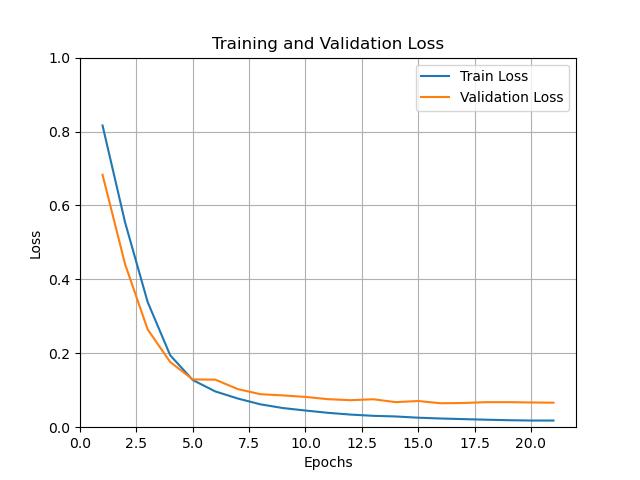 Training and Validation Loss
Train Loss
Validation Loss
1.0
0.8
0.6
0.4
0.2
0.0
Loss
0.0 2.5 5.0 7.5 10.0 12.5 15.0 17.5 20.0
Epochs